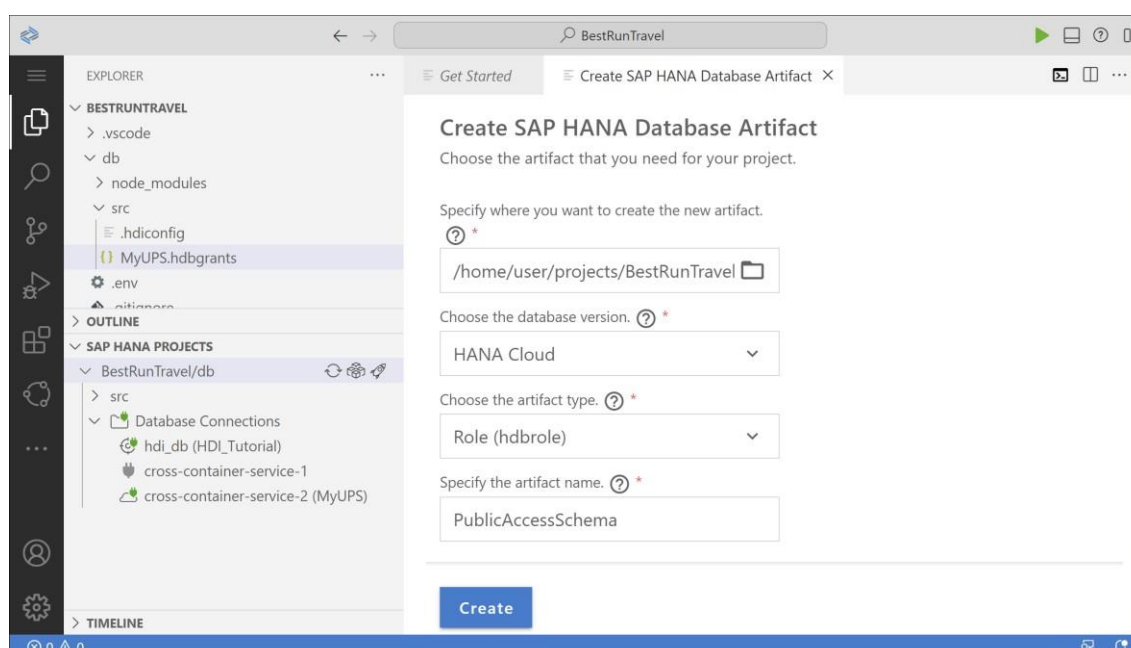 BestRunTravel
EXPLORER
Get Started
Create SAP HANA Database Artifact
BESTRUNTRAVEL
.vscode
db
node_modules
src
.hdiconfig
MyUPS.hdbgrants
.env
.gitignore
OUTLINE
SAP HANA PROJECTS
BestRunTravel/db
src
Database Connections
hdi_db (HDI_Tutorial)
cross-container-service-1
cross-container-service-2 (MyUPS)
TIMELINE
Create SAP HANA Database Artifact
Choose the artifact that you need for your project.
Specify where you want to create the new artifact.
? *
/home/user/projects/BestRunTravel
Choose the database version. ? *
HANA Cloud
Choose the artifact type. ? *
Role (hdbrole)
Specify the artifact name. ? *
PublicAccessSchema
Create
0 0